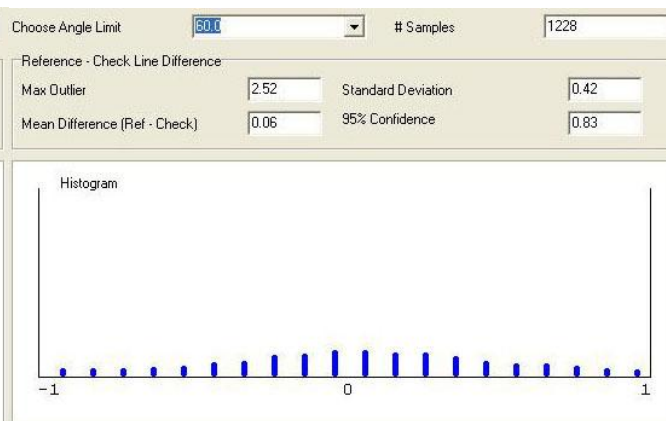 Choose Angle Limit 60.0 # Samples 1228
Reference - Check Line Difference
Max Outlier 2.52 Standard Deviation 0.42
Mean Difference (Ref - Check) 0.06 95% Confidence 0.83
Histogram
-1 0 1